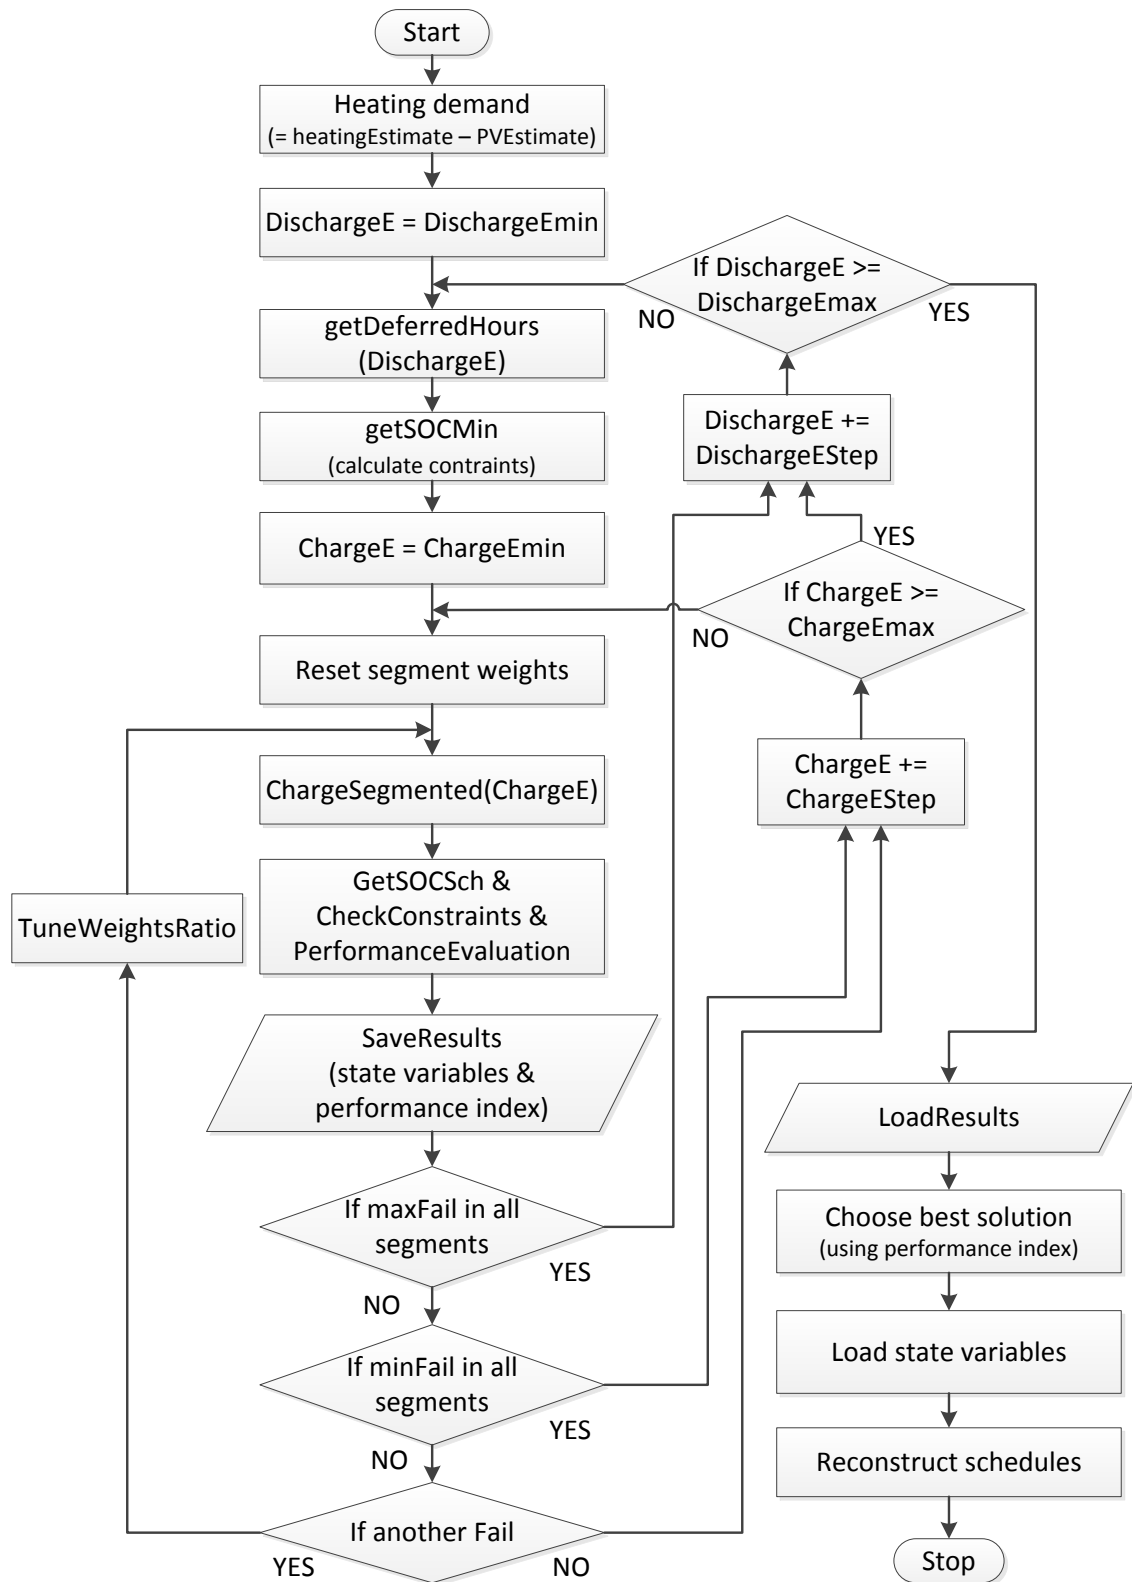 Start
Heating demand
(= heatingEstimate – PVEstimate)
DischargeE = DischargeEmin
getDeferredHours
(DischargeE)
getSOCMin
(calculate contraints)
ChargeE = ChargeEmin
Reset segment weights
ChargeSegmented(ChargeE)
GetSOCSch &
CheckConstraints &
PerformanceEvaluation
TuneWeightsRatio
SaveResults
(state variables &
performance index)
If maxFail in all
segments
YES
NO
If minFail in all
segments
YES
NO
If another Fail
YES
NO
ChargeE +=
ChargeEStep
If ChargeE >=
ChargeEmax
NO
YES
DischargeE +=
DischargeEStep
If DischargeE >=
DischargeEmax
NO
YES
LoadResults
Choose best solution
(using performance index)
Load state variables
Reconstruct schedules
Stop